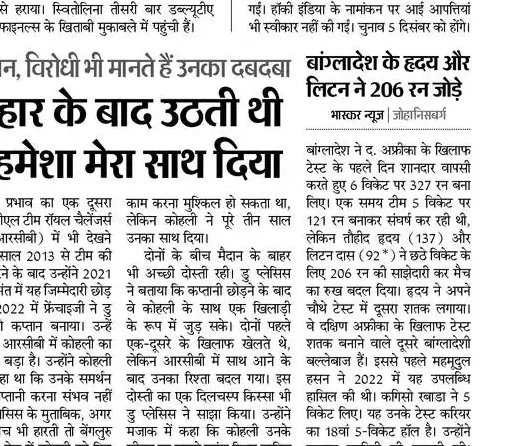 से हराया। स्वितोलिना तीसरी बार डब्ल्यूटीए
फाइनल्स के खिताबी मुकाबले में पहुंची हैं।
गईं। हॉकी इंडिया के नामांकन पर आई आपत्तियां
भी स्वीकार नहीं की गईं। चुनाव 5 दिसंबर को होंगे।
विरोधी भी मानते हैं उनका दबदबा
हार के बाद उठती थी
हमेशा मेरा साथ दिया
प्रभाव का एक दूसरा
टीम रॉयल चैलेंजर्स
में भी देखने
साल 2013 से टीम की
के बाद उन्होंने 2021
में यह जिम्मेदारी छोड़
2022 में फ्रेंचाइजी ने डु
कप्तान बनाया। उन्हें
आरसीबी में कोहली का
बड़ा है। उन्होंने कोहली
था कि उनके समर्थन
संभव नहीं
के मुताबिक, अगर
भी हारती तो बेंगलुरु
काम करना मुश्किल हो सकता था,
लेकिन कोहली ने पूरे तीन साल
उनका साथ दिया।
दोनों के बीच मैदान के बाहर
भी अच्छी दोस्ती रही। डु प्लेसिस
ने बताया कि कप्तानी छोड़ने के बाद
वे कोहली के साथ एक खिलाड़ी
के रूप में जुड़ सके। दोनों पहले
एक-दूसरे के खिलाफ खेलते थे,
लेकिन आरसीबी में साथ आने के
बाद उनका रिश्ता बदल गया। इस
दोस्ती का एक दिलचस्प किस्सा भी
डु प्लेसिस ने साझा किया। उन्होंने
मजाक में कहा कि कोहली उनके
बांग्लादेश के हृदय और
लिटन ने 206 रन जोड़े
भास्कर न्यूज | जोहानिसबर्ग
बांग्लादेश ने द. अफ्रीका के खिलाफ
टेस्ट के पहले दिन शानदार वापसी
करते हुए 6 विकेट पर 327 रन बना
लिए। एक समय टीम 5 विकेट पर
121 रन बनाकर संघर्ष कर रही थी,
लेकिन तौहीद हृदय (137) और
लिटन दास (92*) ने छठे विकेट के
लिए 206 रन की साझेदारी कर मैच
का रुख बदल दिया। हृदय ने अपने
चौथे टेस्ट में दूसरा शतक लगाया।
वे दक्षिण अफ्रीका के खिलाफ टेस्ट
शतक बनाने वाले दूसरे बांग्लादेशी
बल्लेबाज हैं। इससे पहले महमूदुल
हसन ने 2022 में यह उपलब्धि
हासिल की थी। कगिसो रबाडा ने 5
विकेट लिए। यह उनके टेस्ट करियर
का 18वां 5-विकेट हॉल है। उन्होंने